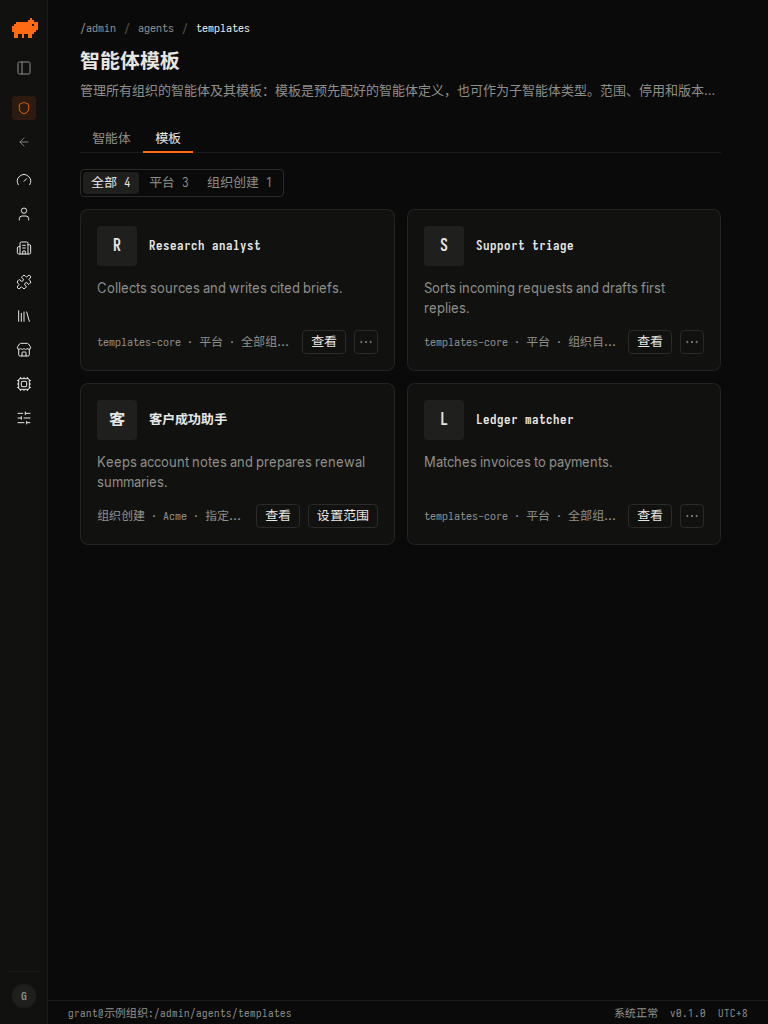 /admin / agents / templates
智能体模板
管理所有组织的智能体及其模板：模板是预先配好的智能体定义，也可作为子智能体类型。范围、停用和版本…
智能体 模板
全部 4 平台 3 组织创建 1
R Research analyst
Collects sources and writes cited briefs.
templates-core · 平台 · 全部组… 查看 ···
S Support triage
Sorts incoming requests and drafts first
replies.
templates-core · 平台 · 组织自… 查看 ···
客 客户成功助手
Keeps account notes and prepares renewal
summaries.
组织创建 · Acme · 指定… 查看 设置范围
L Ledger matcher
Matches invoices to payments.
templates-core · 平台 · 全部组… 查看 ···
G
grant@示例组织:/admin/agents/templates 系统正常 v0.1.0 UTC+8